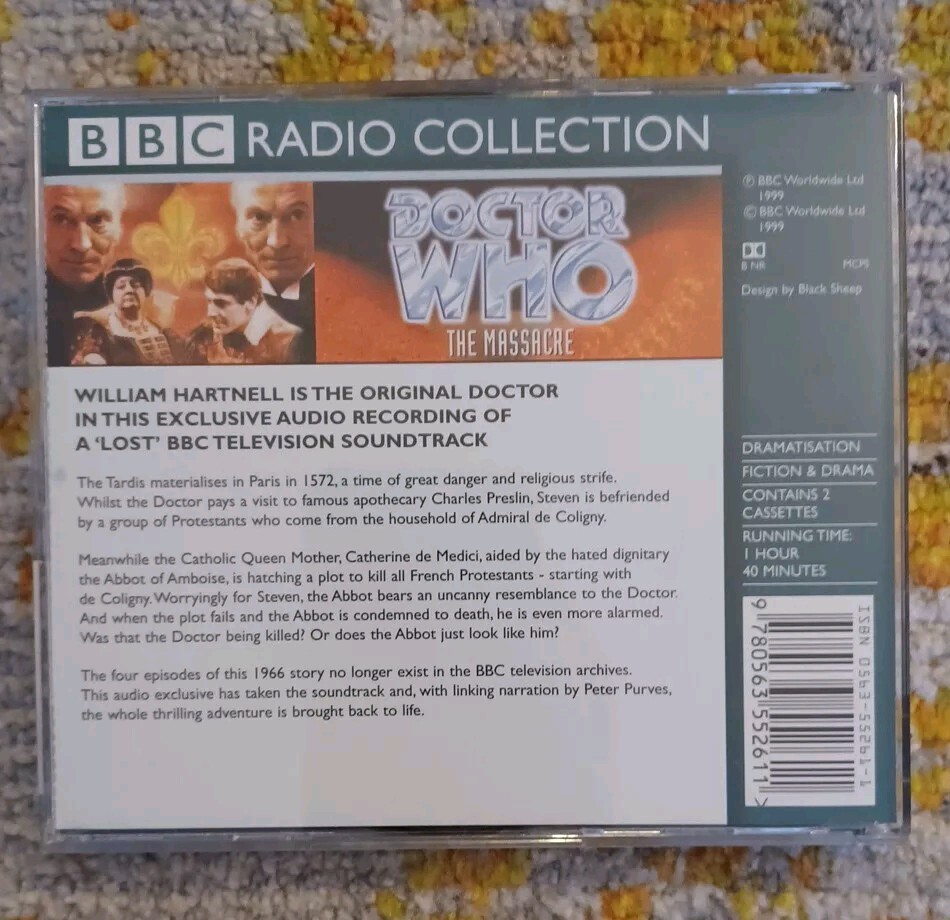 BBC RADIO COLLECTION
DOCTOR
WHO
THE MASSACRE
WILLIAM HARTNELL IS THE ORIGINAL DOCTOR
IN THIS EXCLUSIVE AUDIO RECORDING OF
A 'LOST' BBC TELEVISION SOUNDTRACK
The Tardis materialises in Paris in 1572, a time of great danger and religious strife.
Whilst the Doctor pays a visit to famous apothecary Charles Preslin, Steven is befriended
by a group of Protestants who come from the household of Admiral de Coligny.
Meanwhile the Catholic Queen Mother, Catherine de Medici, aided by the hated dignitary
the Abbot of Amboise, is hatching a plot to kill all French Protestants - starting with
de Coligny. Worryingly for Steven, the Abbot bears an uncanny resemblance to the Doctor.
And when the plot fails and the Abbot is condemned to death, he is even more alarmed.
Was that the Doctor being killed? Or does the Abbot just look like him?
The four episodes of this 1966 story no longer exist in the BBC television archives.
This audio exclusive has taken the soundtrack and, with linking narration by Peter Purves,
the whole thrilling adventure is brought back to life.
℗ BBC Worldwide Ltd
1999
© BBC Worldwide Ltd
1999
B NR MCPS
Design by Black Sheep
DRAMATISATION
FICTION & DRAMA
CONTAINS 2
CASSETTES
RUNNING TIME:
1 HOUR
40 MINUTES
ISBN 0-563-55261-1
9 780563 552611 >